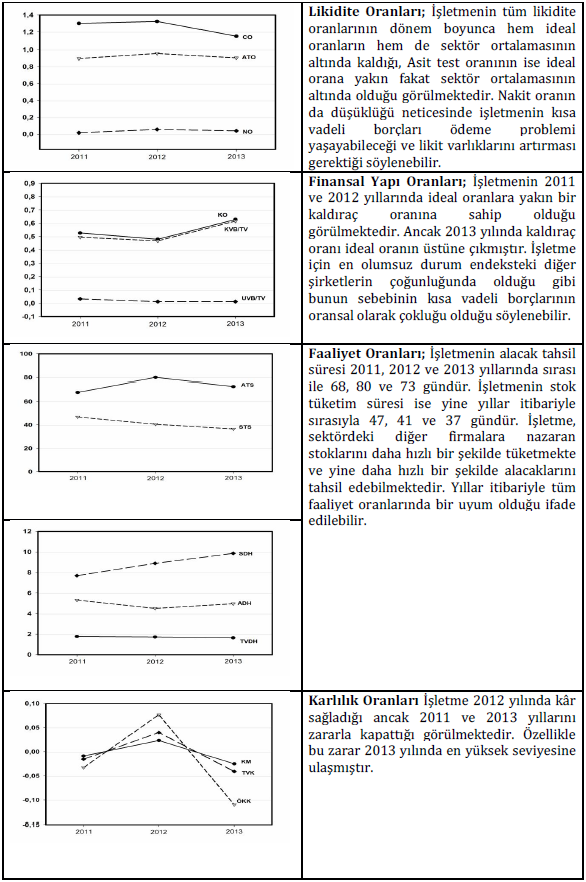 1,4
1,2
1,0
0,8
0,6
0,4
0,2
0,0
CO
ATO
NO
2011
2012
2013
Likidite Oranları; İşletmenin tüm likidite
oranlarının dönem boyunca hem ideal
oranların hem de sektör ortalamasının
altında kaldığı, Asit test oranının ise ideal
orana yakın fakat sektör ortalamasının
altında olduğu görülmektedir. Nakit oranın
da düşüklüğü neticesinde işletmenin kısa
vadeli borçları ödeme problemi
yaşayabileceği ve likit varlıklarını artırması
gerektiği söylenebilir.
0,9
0,8
0,7
0,6
0,5
0,4
0,3
0,2
0,1
0,0
-0,1
KO
KVB/TV
UVB/TV
2011
2012
2013
Finansal Yapı Oranları; İşletmenin 2011
ve 2012 yıllarında ideal oranlara yakın bir
kaldıraç oranına sahip olduğu
görülmektedir. Ancak 2013 yılında kaldıraç
oranı ideal oranın üstüne çıkmıştır. İşletme
için en olumsuz durum endeksteki diğer
şirketlerin çoğunluğunda olduğu gibi
bunun sebebinin kısa vadeli borçlarının
oransal olarak çokluğu olduğu söylenebilir.
100
80
60
40
20
0
ATS
STS
2011
2012
2013
Faaliyet Oranları; İşletmenin alacak tahsil
süresi 2011, 2012 ve 2013 yıllarında sırası
ile 68, 80 ve 73 gündür. İşletmenin stok
tüketim süresi ise yine yıllar itibariyle
sırasıyla 47, 41 ve 37 gündür. İşletme,
sektördeki diğer firmalara nazaran
stoklarını daha hızlı bir şekilde tüketmekte
ve yine daha hızlı bir şekilde alacaklarını
tahsil edebilmektedir. Yıllar itibariyle tüm
faaliyet oranlarında bir uyum olduğu ifade
edilebilir.
12
10
8
6
4
2
0
SDH
ADH
TVDH
2011
2012
2013
0,10
0,05
0,00
-0,05
-0,10
-0,15
KM
TVK
ÖKK
2011
2012
2013
Karlılık Oranları İşletme 2012 yılında kâr
sağladığı ancak 2011 ve 2013 yıllarını
zararla kapattığı görülmektedir. Özellikle
bu zarar 2013 yılında en yüksek seviyesine
ulaşmıştır.